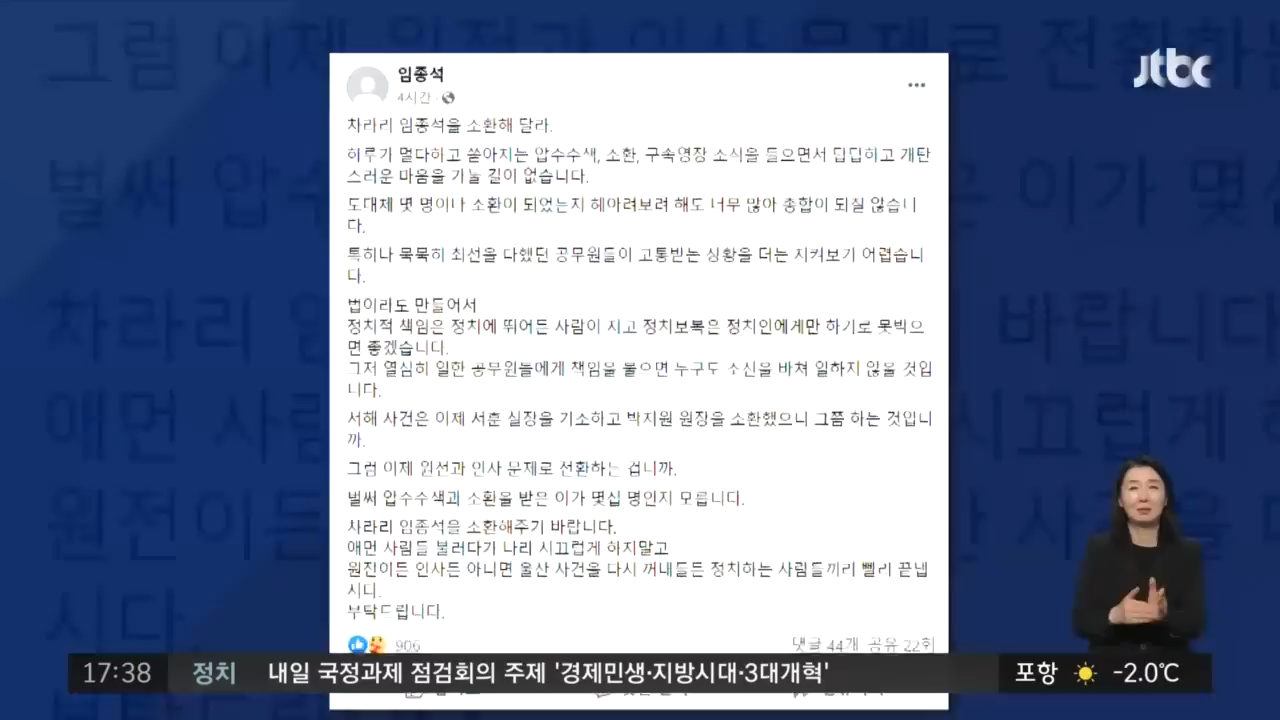 jtbc
임종석
4시간
차라리 임종석을 소환해 달라.
하루가 멀다하고 쏟아지는 압수수색, 소환, 구속영장 소식을 들으면서 답답하고 개탄
스러운 마음을 가눌 길이 없습니다.
도대체 몇 명이나 소환이 되었는지 헤아려보려 해도 너무 많아 종합이 되질 않습니
다.
특히나 묵묵히 최선을 다했던 공무원들이 고통받는 상황을 더는 지켜보기 어렵습니
다.
법이라도 만들어서
정치적 책임은 정치에 뛰어든 사람이 지고 정치보복은 정치인에게만 하기로 못박으
면 좋겠습니다.
그저 열심히 일한 공무원들에게 책임을 물으면 누구도 소신을 바쳐 일하지 않을 것입
니다.
서해 사건은 이제 서훈 실장을 기소하고 박지원 원장을 소환했으니 그쯤 하는 것입니
까.
그럼 이제 원전과 인사 문제로 전환하는 겁니까.
벌써 압수수색과 소환을 받은 이가 몇십 명인지 모릅니다.
차라리 임종석을 소환해주기 바랍니다.
애먼 사람들 불러다가 나리 시끄럽게 하지말고
원전이든 인사든 아니면 울산 사건을 다시 꺼내들든 정치하는 사람들끼리 빨리 끝냅
시다.
부탁드립니다.
906 댓글 44개 공유 22회
17:38 정치 내일 국정과제 점검회의 주제 '경제민생·지방시대·3대개혁' 포항 -2.0℃